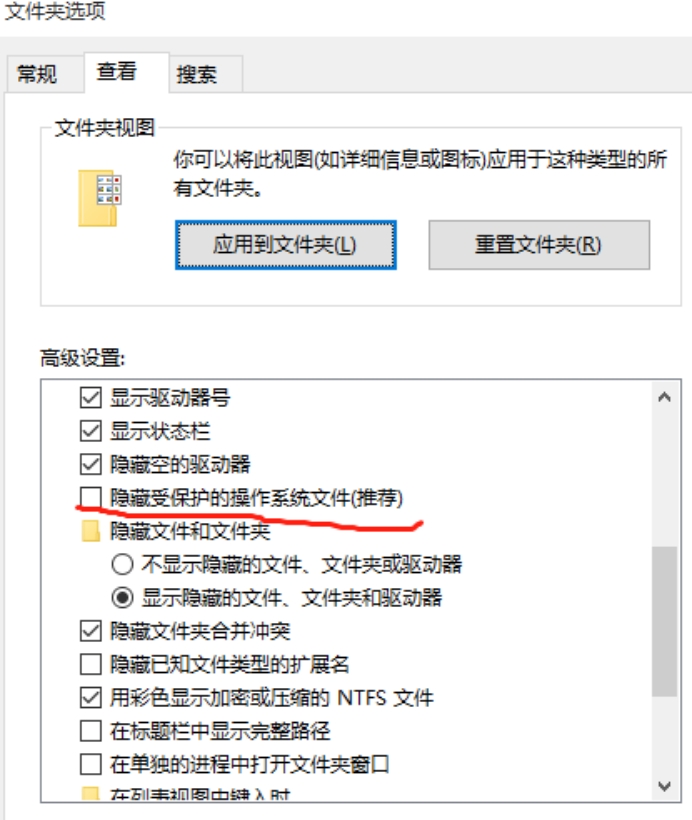 文件夹选项
常规 查看 搜索
文件夹视图
你可以将此视图(如详细信息或图标)应用于这种类型的所
有文件夹。
应用到文件夹(L) 重置文件夹(R)
高级设置:
显示驱动器号
显示状态栏
隐藏空的驱动器
隐藏受保护的操作系统文件(推荐)
隐藏文件和文件夹
不显示隐藏的文件、文件夹或驱动器
显示隐藏的文件、文件夹和驱动器
隐藏文件夹合并冲突
隐藏已知文件类型的扩展名
用彩色显示加密或压缩的 NTFS 文件
在标题栏中显示完整路径
在单独的进程中打开文件夹窗口
在列表视图中键入时